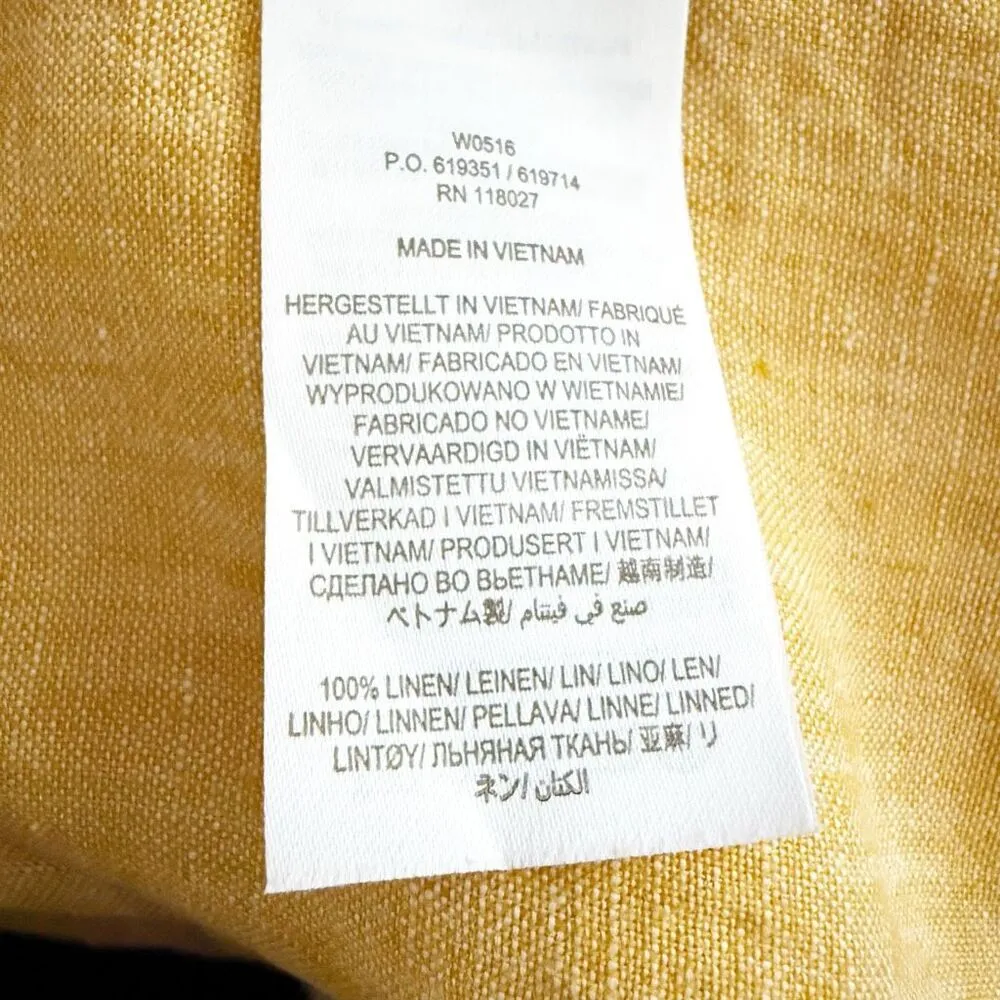 W0516
P.O. 619351 / 619714
RN 118027
MADE IN VIETNAM
HERGESTELLT IN VIETNAM/ FABRIQUÉ
AU VIETNAM/ PRODOTTO IN
VIETNAM/ FABRICADO EN VIETNAM/
WYPRODUKOWANO W WIETNAMIE/
FABRICADO NO VIETNAME/
VERVAARDIGD IN VIËTNAM/
VALMISTETTU VIETNAMISSA/
TILLVERKAD I VIETNAM/ FREMSTILLET
I VIETNAM/ PRODUSERT I VIETNAM/
СДЕЛАНО ВО ВЬЕТНАМЕ/ 越南制造/
ベトナム製/ صنع في فيتنام
100% LINEN/ LEINEN/ LIN/ LINO/ LEN/
LINHO/ LINNEN/ PELLAVA/ LINNE/ LINNED/
LINTØY/ ЛЬНЯНАЯ ТКАНЬ/ 亚麻/ リ
ネン/ الكتان